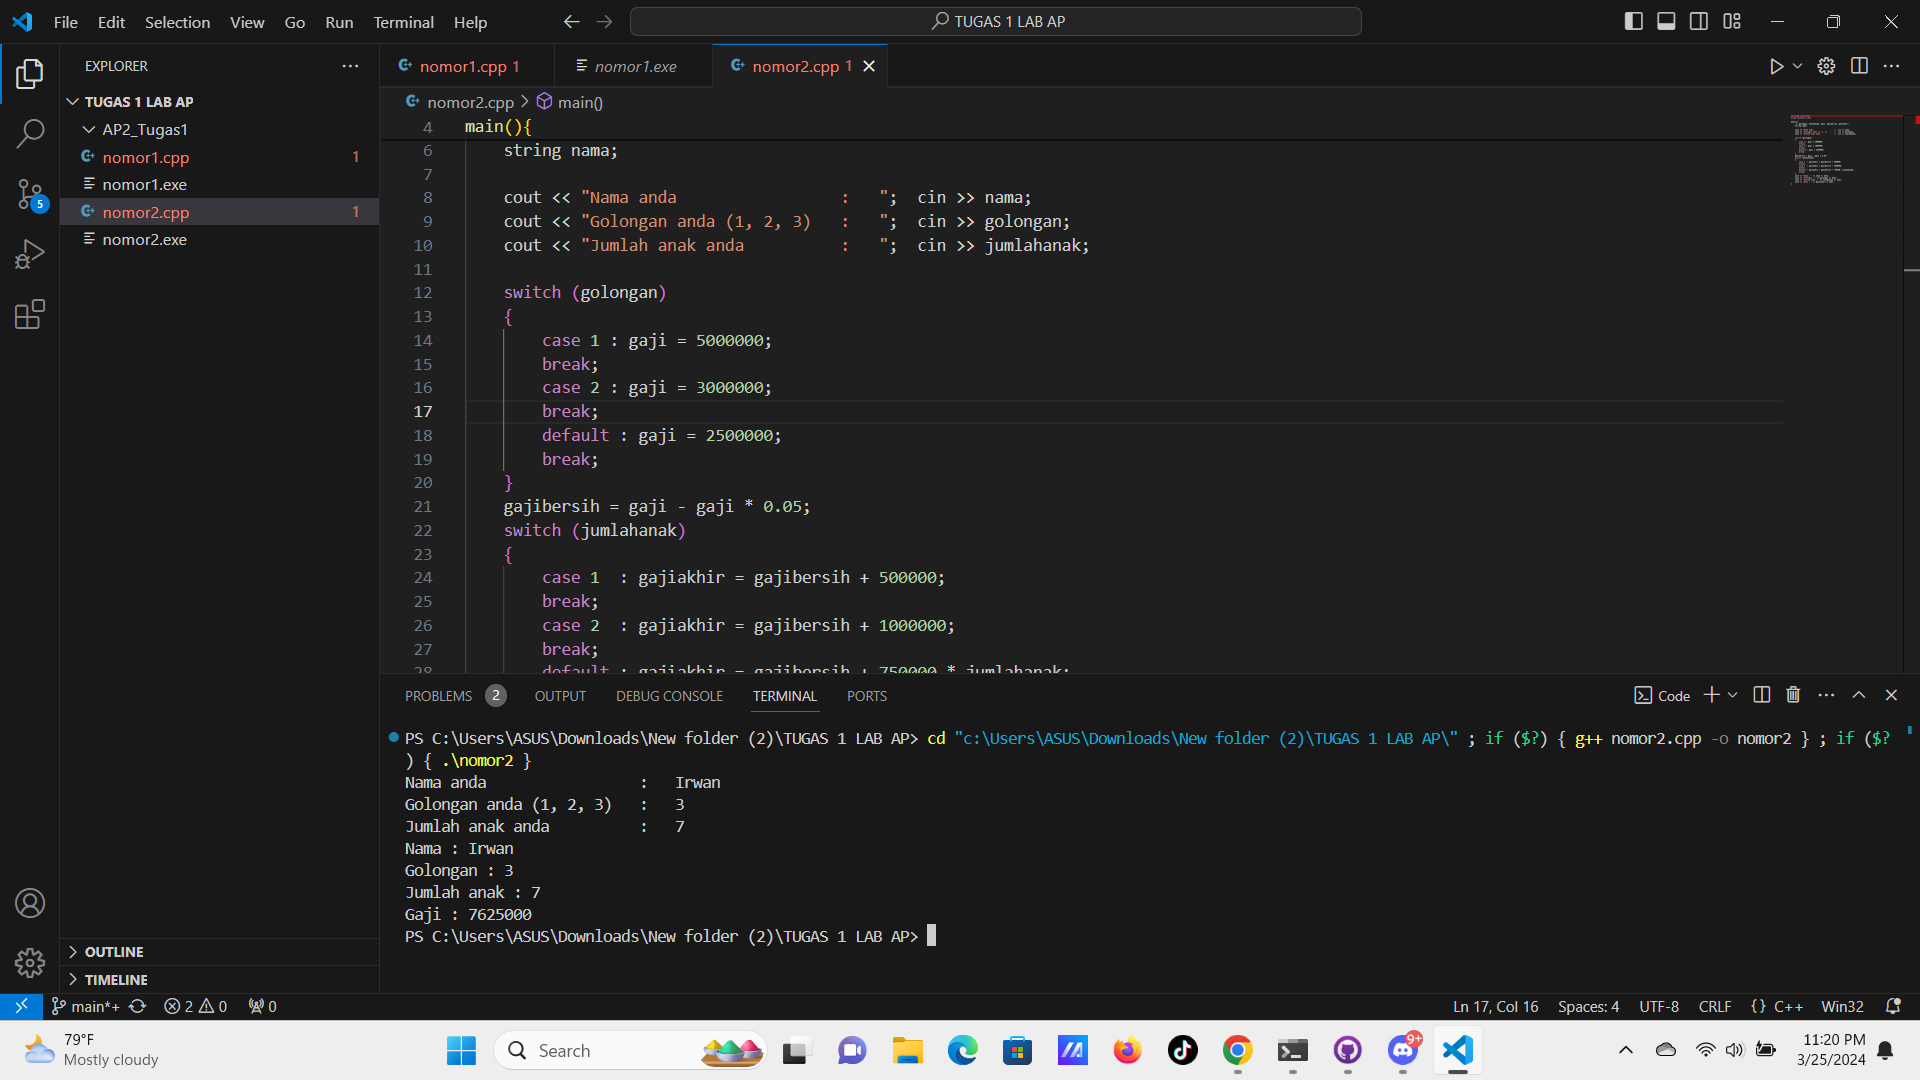 File Edit Selection View Go Run Terminal Help
TUGAS 1 LAB AP
EXPLORER
nomor1.cpp 1
nomor1.exe
nomor2.cpp 1
TUGAS 1 LAB AP
AP2_Tugas1
nomor1.cpp 1
nomor1.exe
nomor2.cpp 1
nomor2.exe
5
OUTLINE
TIMELINE
nomor2.cpp > main()
4 main(){
6 string nama;
7
8 cout << "Nama anda                 :   ";  cin >> nama;
9 cout << "Golongan anda (1, 2, 3)   :   ";  cin >> golongan;
10 cout << "Jumlah anak anda          :   ";  cin >> jumlahanak;
11
12 switch (golongan)
13 {
14 case 1 : gaji = 5000000;
15 break;
16 case 2 : gaji = 3000000;
17 break;
18 default : gaji = 2500000;
19 break;
20 }
21 gajibersih = gaji - gaji * 0.05;
22 switch (jumlahanak)
23 {
24 case 1  : gajiakhir = gajibersih + 500000;
25 break;
26 case 2  : gajiakhir = gajibersih + 1000000;
27 break;
28 default : gajiakhir = gajibersih + 750000 * jumlahanak;
PROBLEMS 2 OUTPUT DEBUG CONSOLE TERMINAL PORTS
Code
PS C:\Users\ASUS\Downloads\New folder (2)\TUGAS 1 LAB AP> cd "c:\Users\ASUS\Downloads\New folder (2)\TUGAS 1 LAB AP\" ; if ($?) { g++ nomor2.cpp -o nomor2 } ; if ($?
) { .\nomor2 }
Nama anda                 :   Irwan
Golongan anda (1, 2, 3)   :   3
Jumlah anak anda          :   7
Nama : Irwan
Golongan : 3
Jumlah anak : 7
Gaji : 7625000
PS C:\Users\ASUS\Downloads\New folder (2)\TUGAS 1 LAB AP>
main*+ 2 0 0
Ln 17, Col 16 Spaces: 4 UTF-8 CRLF {} C++ Win32
79°F
Mostly cloudy
Search
9+
11:20 PM
3/25/2024